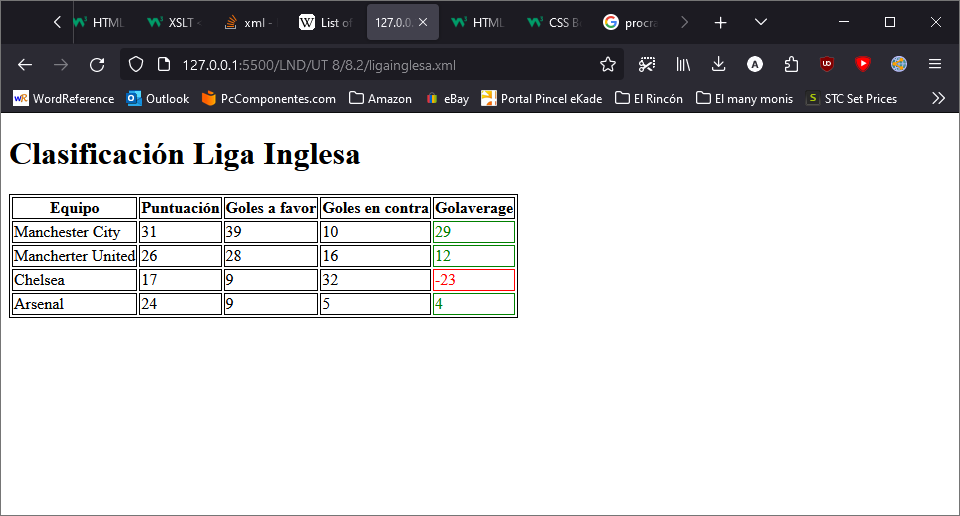 HTML XSLT xml - List of 127.0.0. HTML CSS B procra
127.0.0.1:5500/LND/UT 8/8.2/ligainglesa.xml
WordReference Outlook PcComponentes.com Amazon eBay Portal Pincel eKade El Rincón El many monis STC Set Prices
Clasificación Liga Inglesa
Equipo Puntuación Goles a favor Goles en contra Golaverage
Manchester City 31 39 10 29
Mancherter United 26 28 16 12
Chelsea 17 9 32 -23
Arsenal 24 9 5 4